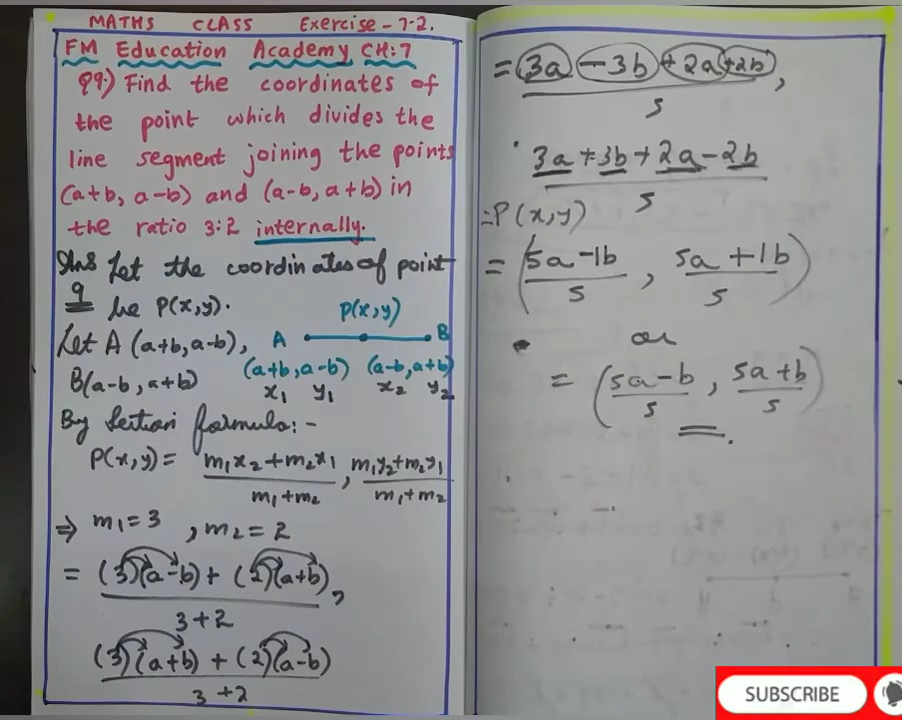 MATHS CLASS Exercise-7.2.
FM Education Academy CH:7
Q9:) Find the coordinates of
the point which divides the
line segment joining the points
(a+b, a-b) and (a-b, a+b) in
the ratio 3:2 internally.
Ans Let the coordinates of point
9 be P(x,y).
Let A (a+b, a-b),
B(a-b, a+b)
P(x,y)
A B
(a+b, a-b) (a-b, a+b)
x₁ y₁ x₂ y₂
By Section formula:-
P(x,y) = m₁x₂+m₂x₁/m₁+m₂ , m₁y₂+m₂y₁/m₁+m₂
⇒ m₁=3 , m₂=2
= (3)(a-b) + (2)(a+b)/3+2 ,
(3)(a+b) + (2)(a-b)/3+2
= 3a -3b +2a +2b/5 ,
3a+3b+2a-2b/5
=P(x,y)
= (5a-1b/5 , 5a+1b/5)
or
= (5a-b/5 , 5a+b/5)
SUBSCRIBE